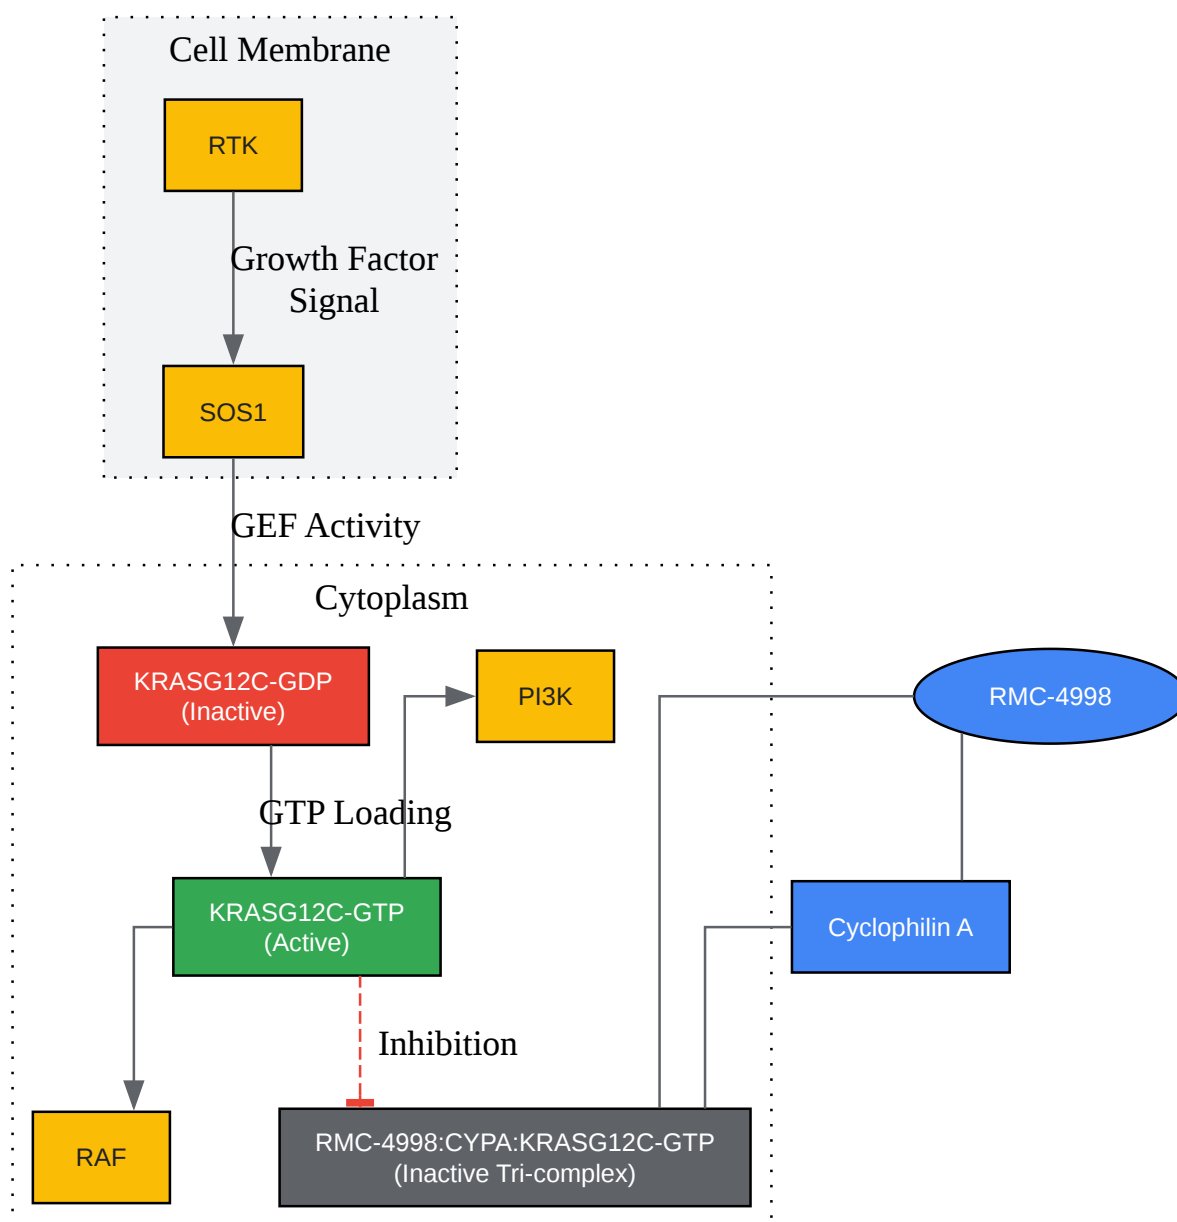 Cell Membrane
RTK
Growth Factor
Signal
SOS1
GEF Activity
Cytoplasm
KRASG12C-GDP
(Inactive)
PI3K
RMC-4998
GTP Loading
KRASG12C-GTP
(Active)
Cyclophilin A
Inhibition
RAF
RMC-4998:CYPA:KRASG12C-GTP
(Inactive Tri-complex)